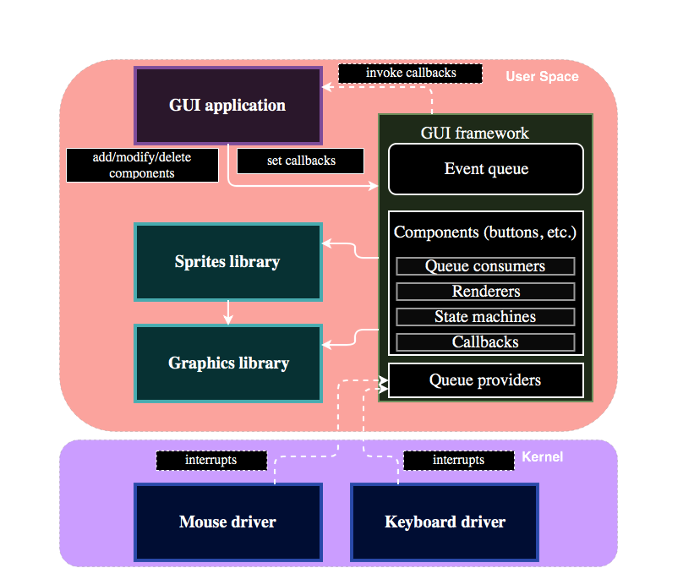 invoke callbacks
User Space
GUI application
GUI framework
add/modify/delete
components
set callbacks
Event queue
Components (buttons, etc.)
Sprites library
Queue consumers
Renderers
State machines
Callbacks
Graphics library
Queue providers
interrupts
interrupts
Kernel
Mouse driver
Keyboard driver